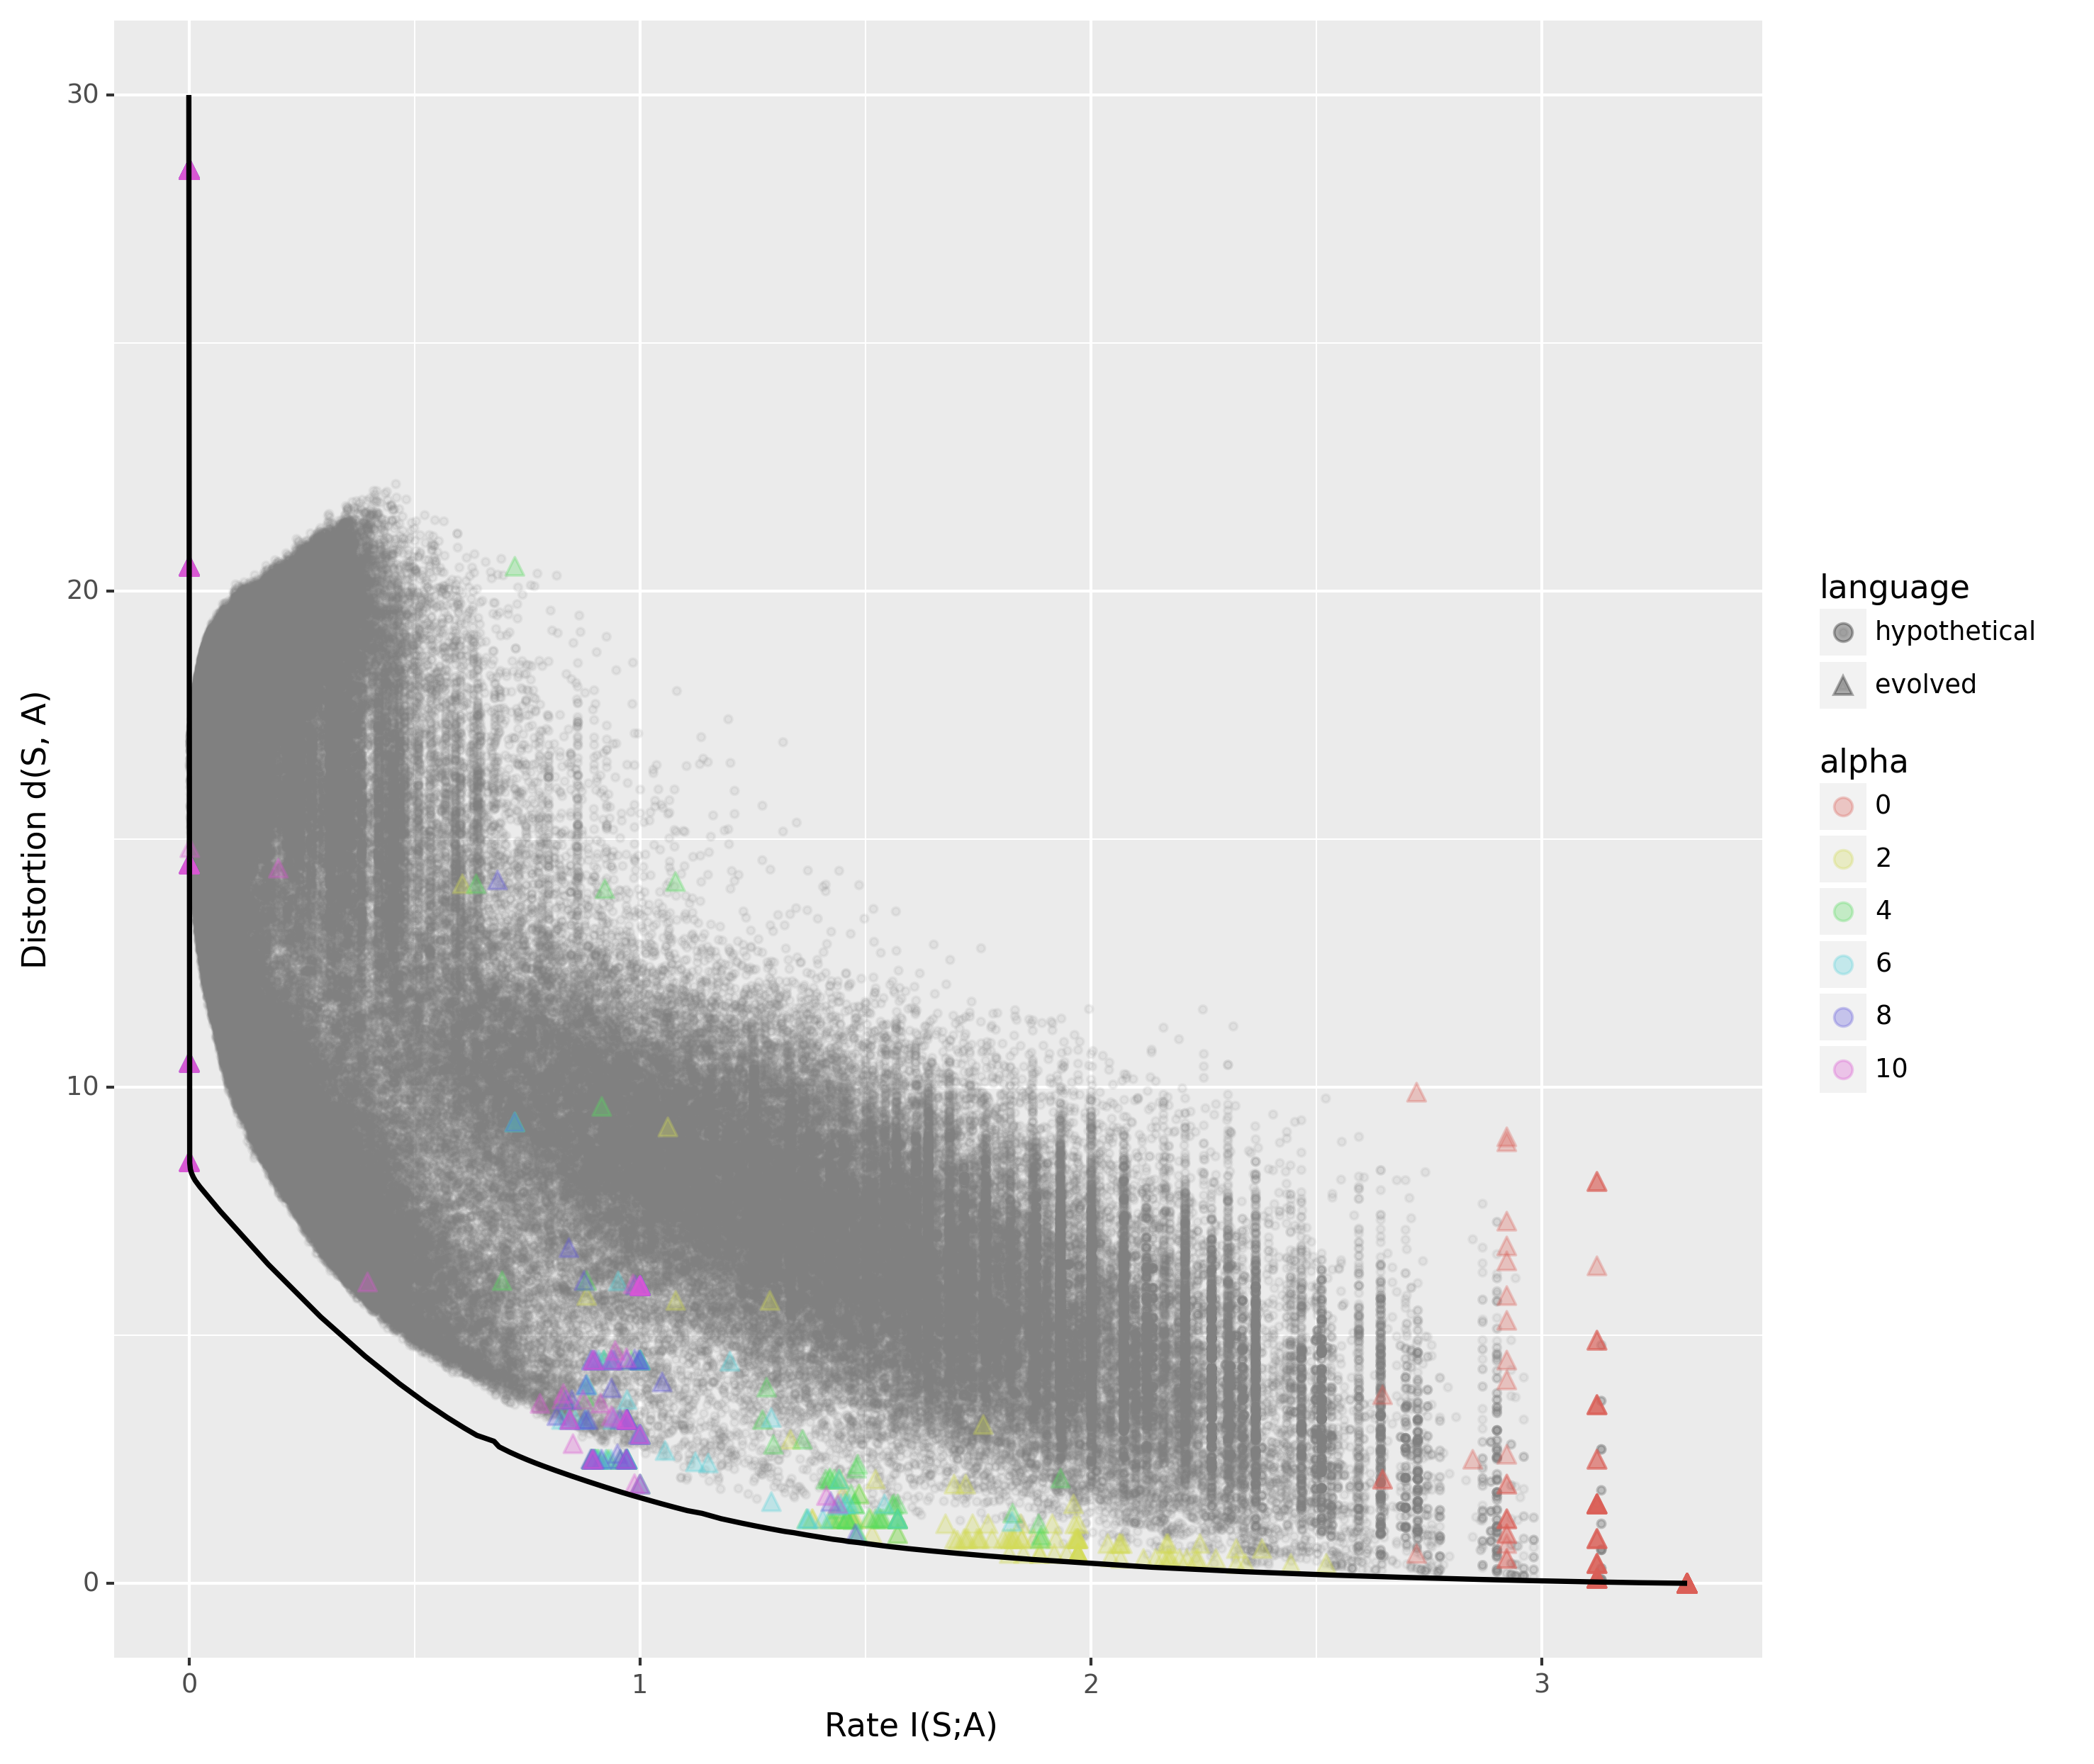 30
20
10
0
Distortion d(S, A)
0
1
2
3
Rate I(S;A)
language
hypothetical
evolved
alpha
0
2
4
6
8
10